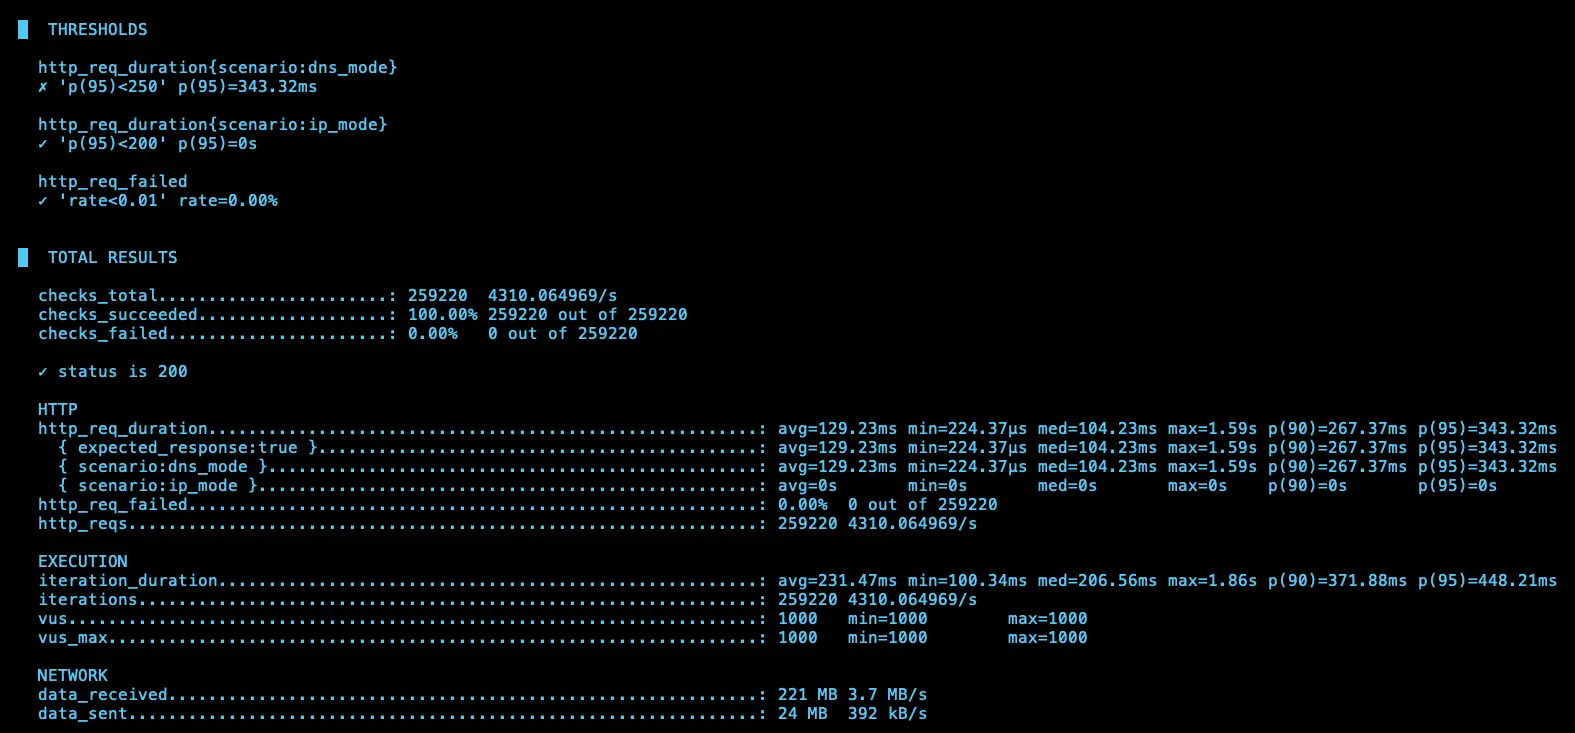 THRESHOLDS
http_req_duration{scenario:dns_mode}
✗ 'p(95)<250' p(95)=343.32ms
http_req_duration{scenario:ip_mode}
✓ 'p(95)<200' p(95)=0s
http_req_failed
✓ 'rate<0.01' rate=0.00%
TOTAL RESULTS
checks_total.......................: 259220 4310.064969/s
checks_succeeded...................: 100.00% 259220 out of 259220
checks_failed......................: 0.00% 0 out of 259220
✓ status is 200
HTTP
http_req_duration.......................................................: avg=129.23ms min=224.37µs med=104.23ms max=1.59s p(90)=267.37ms p(95)=343.32ms
{ expected_response:true }............................................: avg=129.23ms min=224.37µs med=104.23ms max=1.59s p(90)=267.37ms p(95)=343.32ms
{ scenario:dns_mode }.................................................: avg=129.23ms min=224.37µs med=104.23ms max=1.59s p(90)=267.37ms p(95)=343.32ms
{ scenario:ip_mode }..................................................: avg=0s min=0s med=0s max=0s p(90)=0s p(95)=0s
http_req_failed.........................................................: 0.00% 0 out of 259220
http_reqs...............................................................: 259220 4310.064969/s
EXECUTION
iteration_duration......................................................: avg=231.47ms min=100.34ms med=206.56ms max=1.86s p(90)=371.88ms p(95)=448.21ms
iterations..............................................................: 259220 4310.064969/s
vus.....................................................................: 1000 min=1000 max=1000
vus_max.................................................................: 1000 min=1000 max=1000
NETWORK
data_received...........................................................: 221 MB 3.7 MB/s
data_sent...............................................................: 24 MB 392 kB/s